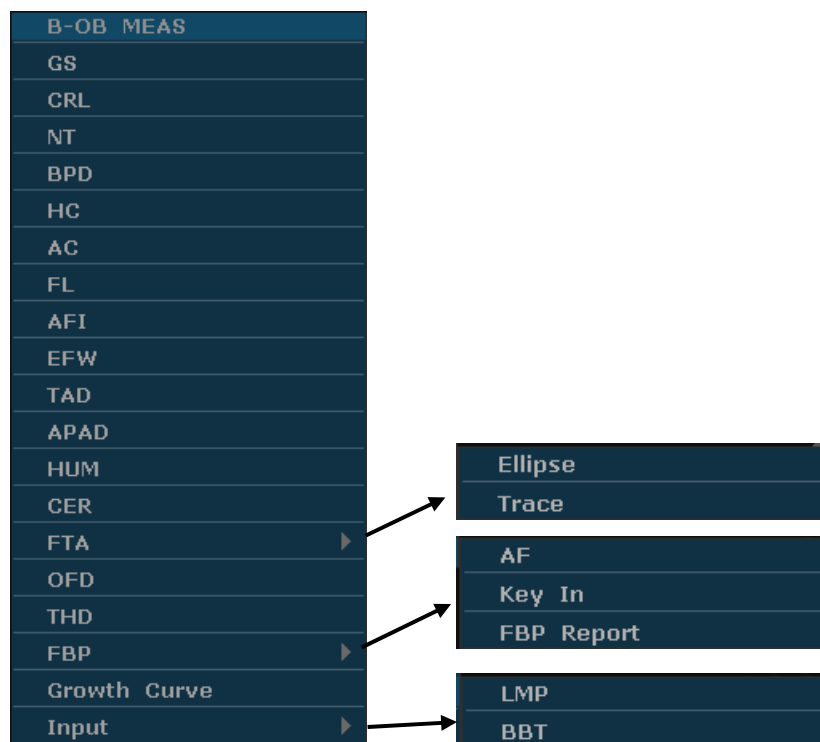 B-OB MEAS
GS
CRL
NT
BPD
HC
AC
FL
AFI
EFW
TAD
APAD
HUM
CER
FTA
OFD
THD
FBP
Growth Curve
Input
Ellipse
Trace
AF
Key In
FBP Report
LMP
BBT